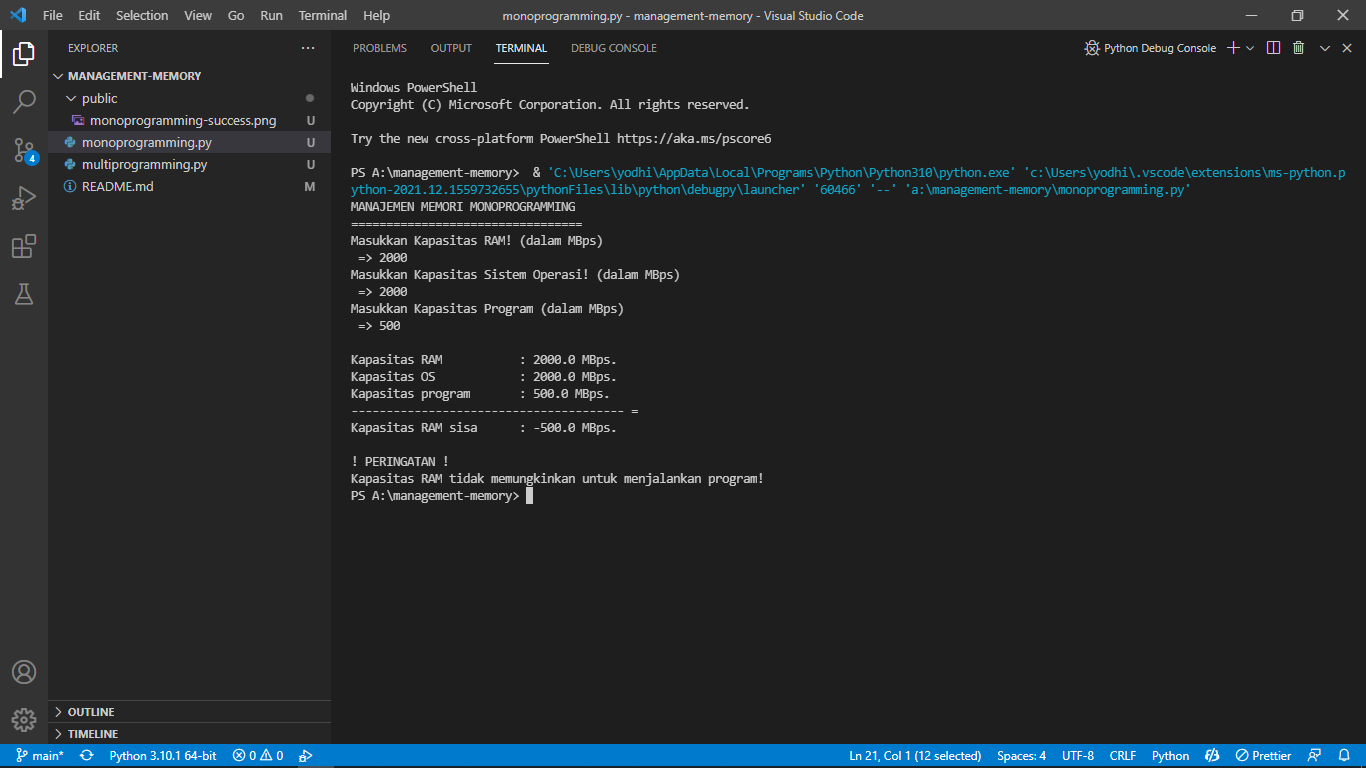 File Edit Selection View Go Run Terminal Help monoprogramming.py - management-memory - Visual Studio Code
EXPLORER
MANAGEMENT-MEMORY
public
monoprogramming-success.png U
monoprogramming.py U
multiprogramming.py U
README.md M
OUTLINE
TIMELINE
4
PROBLEMS OUTPUT TERMINAL DEBUG CONSOLE Python Debug Console
Windows PowerShell
Copyright (C) Microsoft Corporation. All rights reserved.
Try the new cross-platform PowerShell https://aka.ms/pscore6
PS A:\management-memory>  & 'C:\Users\yodhi\AppData\Local\Programs\Python\Python310\python.exe' 'c:\Users\yodhi\.vscode\extensions\ms-python.p
ython-2021.12.1559732655\pythonFiles\lib\python\debugpy\launcher' '60466' '--' 'a:\management-memory\monoprogramming.py'
MANAJEMEN MEMORI MONOPROGRAMMING
=================================
Masukkan Kapasitas RAM! (dalam MBps)
=> 2000
Masukkan Kapasitas Sistem Operasi! (dalam MBps)
=> 2000
Masukkan Kapasitas Program (dalam MBps)
=> 500
Kapasitas RAM : 2000.0 MBps.
Kapasitas OS : 2000.0 MBps.
Kapasitas program : 500.0 MBps.
--------------------------------------- =
Kapasitas RAM sisa : -500.0 MBps.
! PERINGATAN !
Kapasitas RAM tidak memungkinkan untuk menjalankan program!
PS A:\management-memory>
main* Python 3.10.1 64-bit 0 0 Ln 21, Col 1 (12 selected) Spaces: 4 UTF-8 CRLF Python Prettier